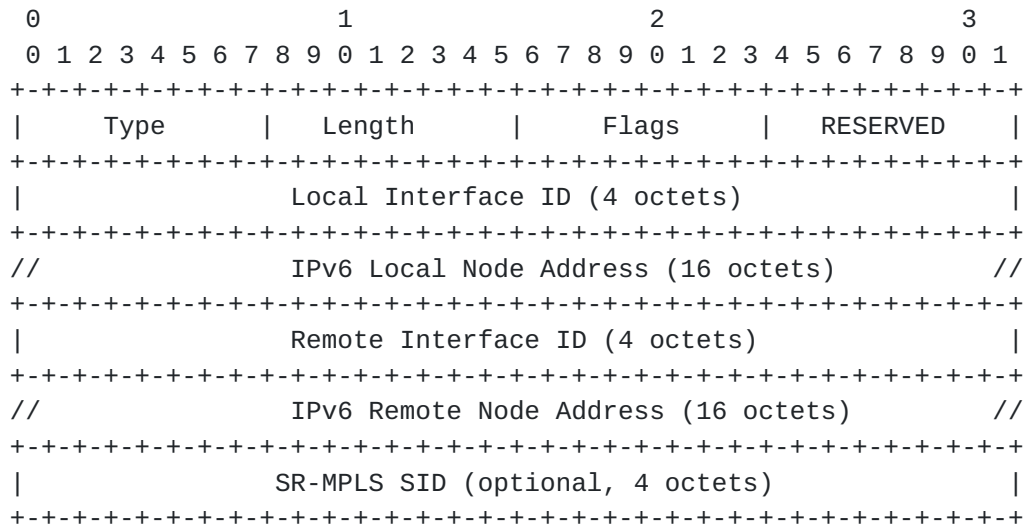 0                   1                   2                   3
 0 1 2 3 4 5 6 7 8 9 0 1 2 3 4 5 6 7 8 9 0 1 2 3 4 5 6 7 8 9 0 1
+-+-+-+-+-+-+-+-+-+-+-+-+-+-+-+-+-+-+-+-+-+-+-+-+-+-+-+-+-+-+-+-+
|     Type      |   Length      |     Flags     |   RESERVED    |
+-+-+-+-+-+-+-+-+-+-+-+-+-+-+-+-+-+-+-+-+-+-+-+-+-+-+-+-+-+-+-+-+
|                 Local Interface ID (4 octets)                 |
+-+-+-+-+-+-+-+-+-+-+-+-+-+-+-+-+-+-+-+-+-+-+-+-+-+-+-+-+-+-+-+-+
//                IPv6 Local Node Address (16 octets)          //
+-+-+-+-+-+-+-+-+-+-+-+-+-+-+-+-+-+-+-+-+-+-+-+-+-+-+-+-+-+-+-+-+
|                 Remote Interface ID (4 octets)                |
+-+-+-+-+-+-+-+-+-+-+-+-+-+-+-+-+-+-+-+-+-+-+-+-+-+-+-+-+-+-+-+-+
//                IPv6 Remote Node Address (16 octets)         //
+-+-+-+-+-+-+-+-+-+-+-+-+-+-+-+-+-+-+-+-+-+-+-+-+-+-+-+-+-+-+-+-+
|                SR-MPLS SID (optional, 4 octets)               |
+-+-+-+-+-+-+-+-+-+-+-+-+-+-+-+-+-+-+-+-+-+-+-+-+-+-+-+-+-+-+-+-+